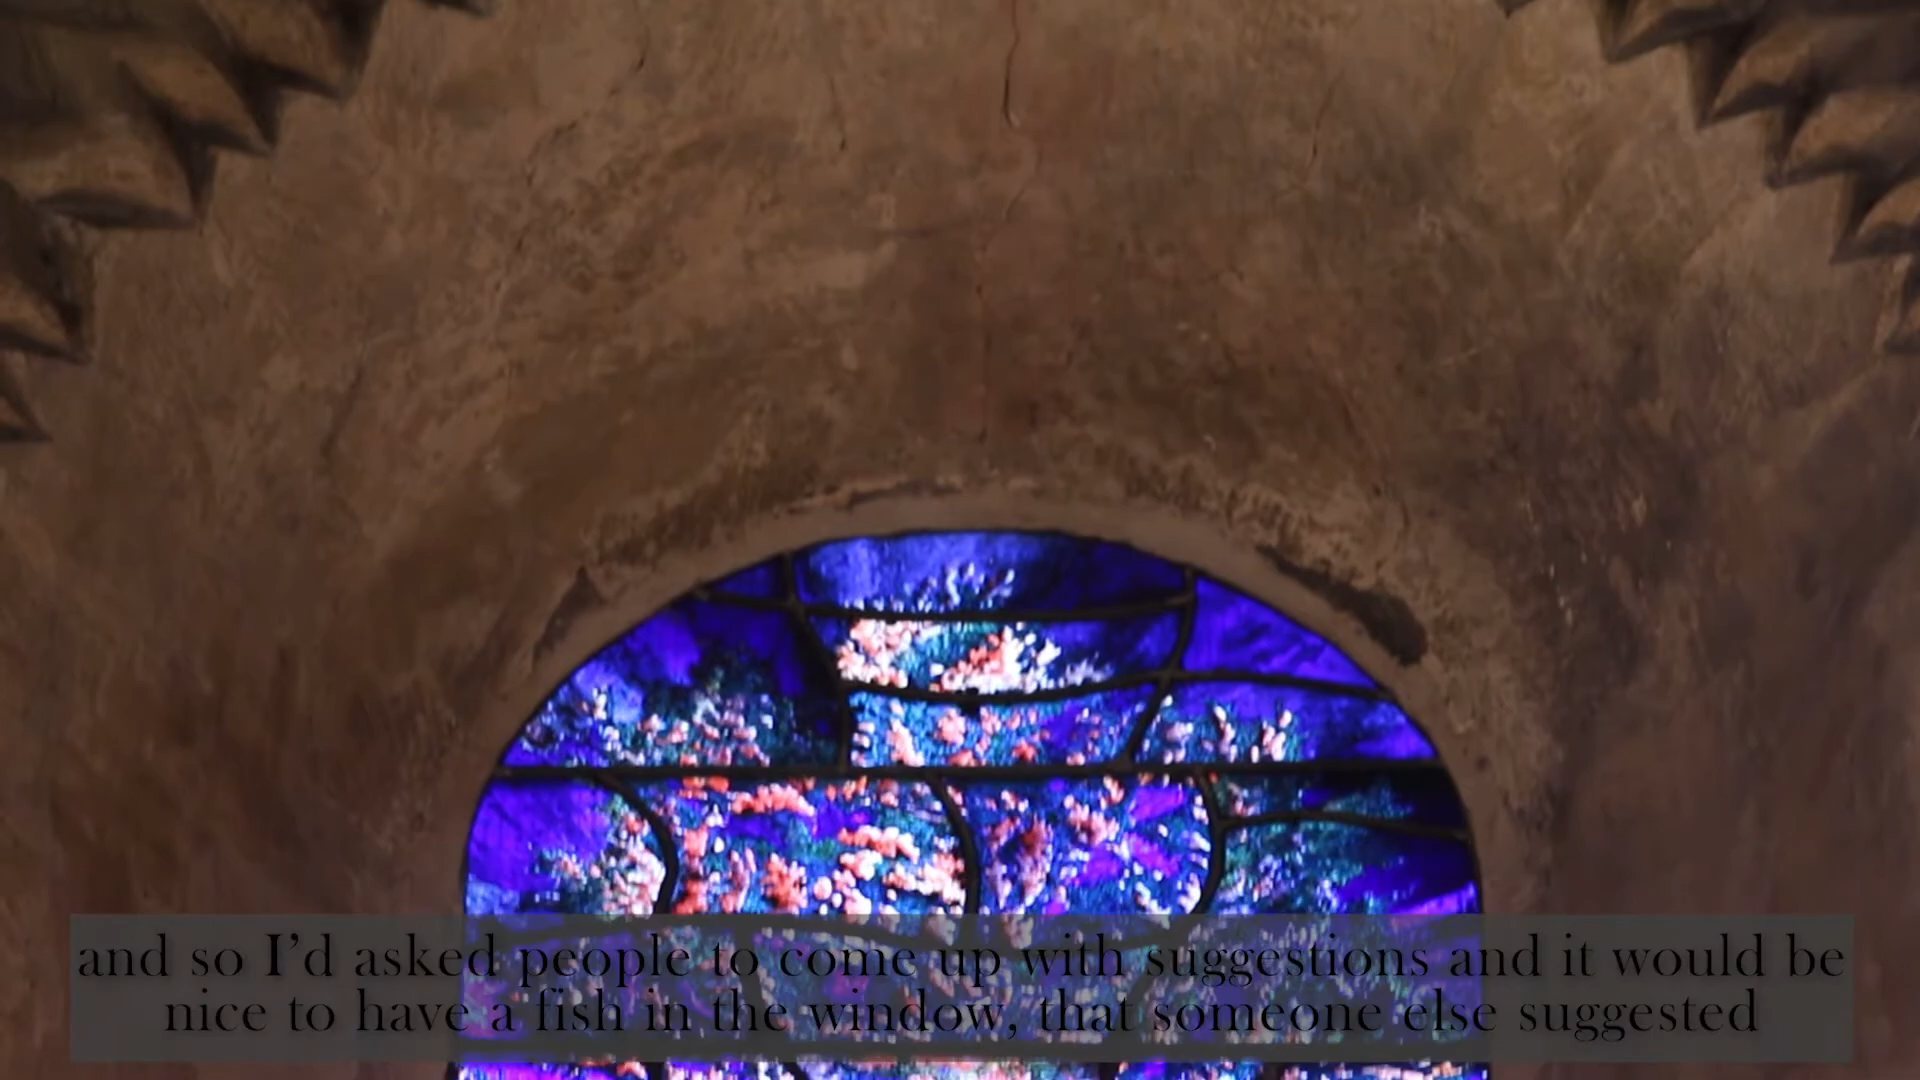 and so I’d asked people to come up with suggestions and it would be
nice to have a fish in the window, that someone else suggested